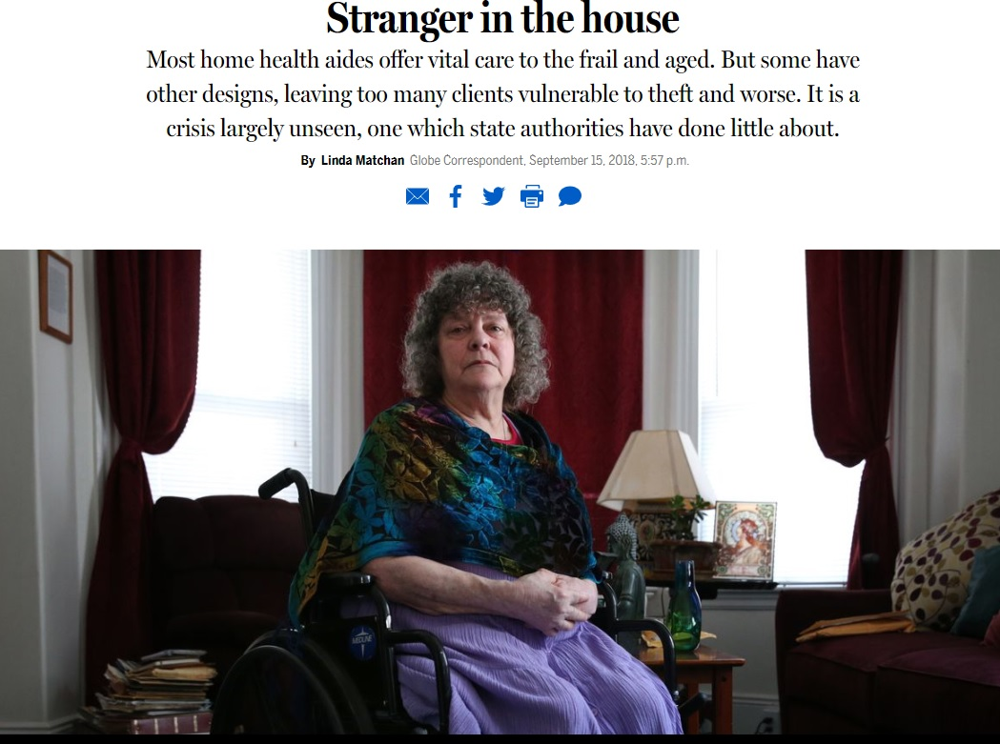 Stranger in the house
Most home health aides offer vital care to the frail and aged. But some have
other designs, leaving too many clients vulnerable to theft and worse. It is a
crisis largely unseen, one which state authorities have done little about.
By Linda Matchan Globe Correspondent, September 15, 2018, 5:57 p.m.
MEDLINE